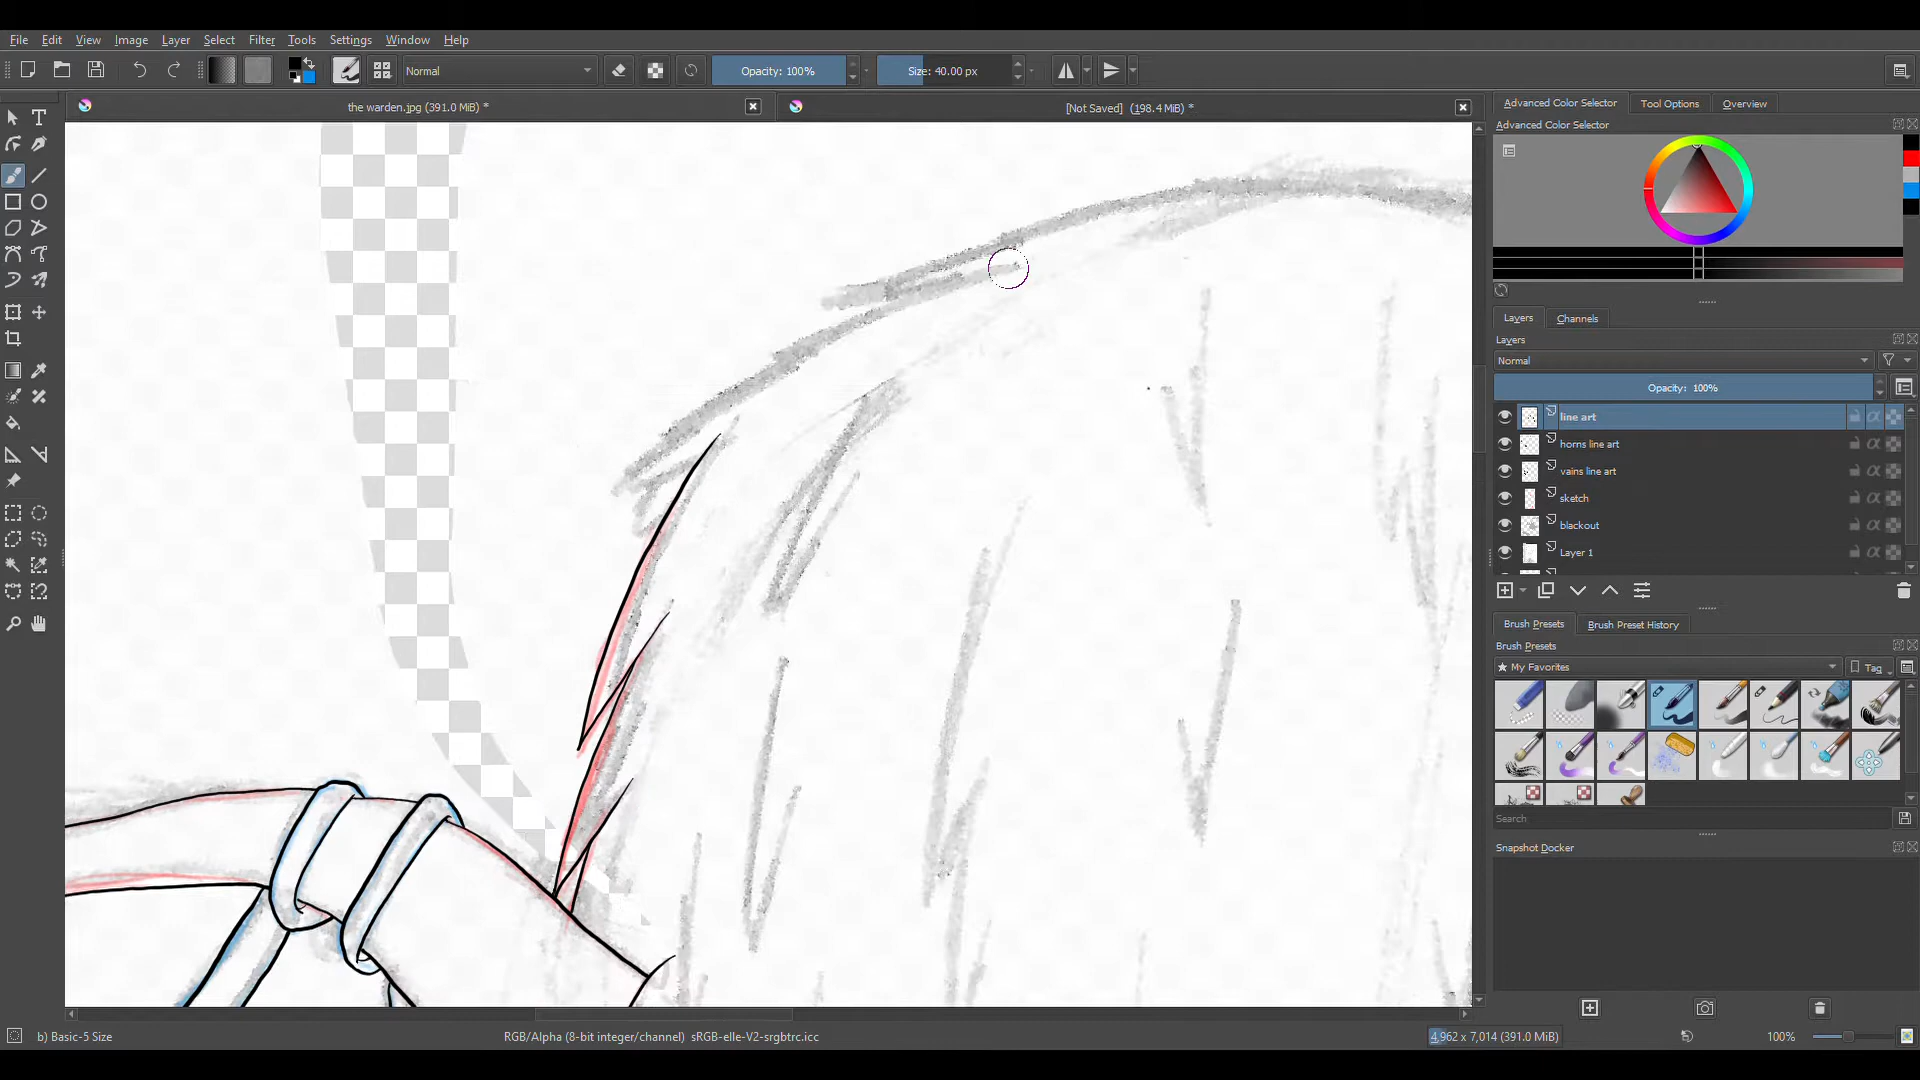 File Edit View Image Layer Select Filter Tools Settings Window Help
Normal Opacity: 100% Size: 40.00 px
the warden.jpg (391.0 MiB) * [Not Saved] (198.4 MiB) *
Advanced Color Selector Tool Options Overview
Advanced Color Selector
Layers Channels
Layers
Normal
Opacity: 100%
line art
horns line art
vains line art
sketch
blackout
Layer 1
Brush Presets Brush Preset History
Brush Presets
★ My Favorites Tag
Search
Snapshot Docker
b) Basic-5 Size RGB/Alpha (8-bit integer/channel) sRGB-elle-V2-srgbtrc.icc 4,962 x 7,014 (391.0 MiB) 100%